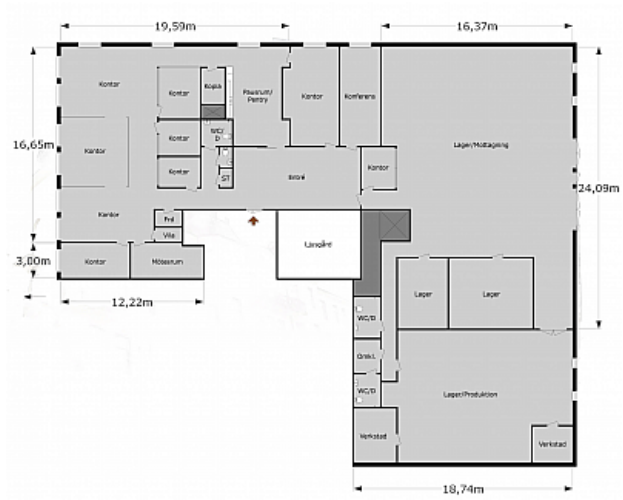 19,59m
16,37m
Kontor
Kontor
Kopia
Pausrum/
Pentry
Kontor
Konferens
Lager/Mottagning
16,65m
Kontor
Kontor
WC/
D
Kontor
ST
Entré
Kontor
24,09m
Kontor
Frd
Vila
Kontor
Mötesrum
3,00m
12,22m
Ljusgård
Lager
Lager
WC/D
Omkl.
WC/D
Lager/Produktion
Verkstad
Verkstad
18,74m